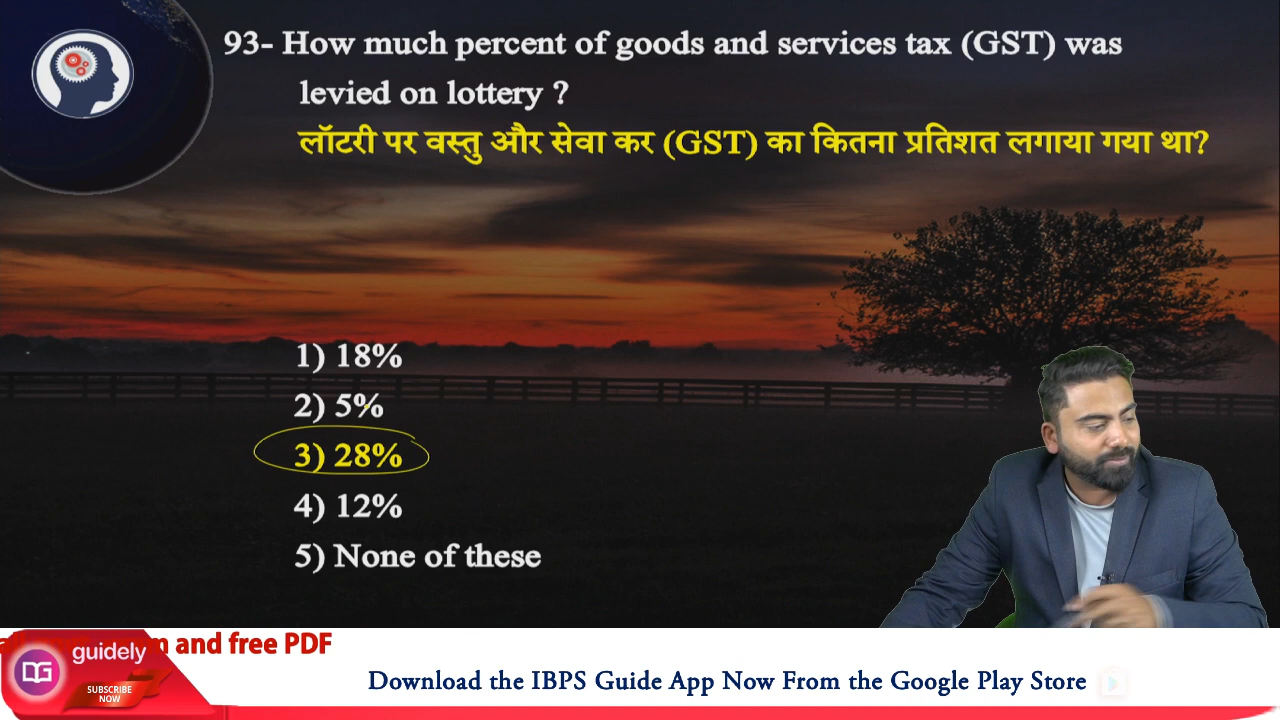 93- How much percent of goods and services tax (GST) was
levied on lottery ?
लॉटरी पर वस्तु और सेवा कर (GST) का कितना प्रतिशत लगाया गया था?
1) 18%
2) 5%
3) 28%
4) 12%
5) None of these
and free PDF
guidely
SUBSCRIBE
NOW
Download the IBPS Guide App Now From the Google Play Store